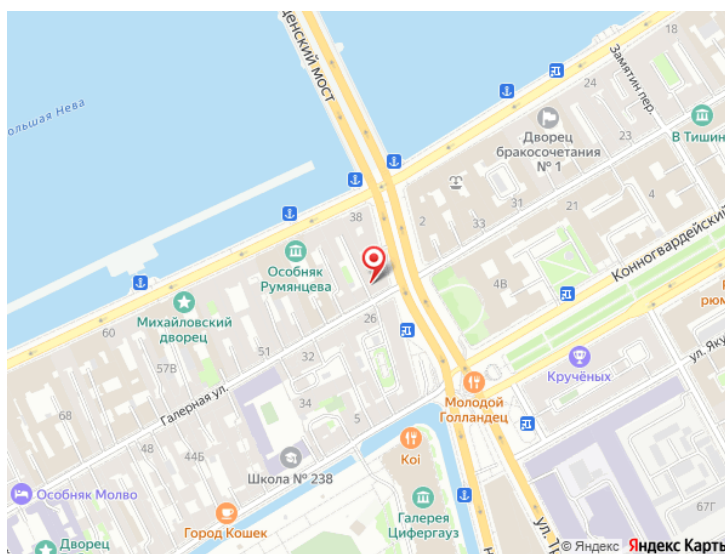 ценский мост
ольшая Нева
18
Замятин пер.
24
Дворец
бракосочетания
№ 1
23
В Тишин
38
2
33
31
21
4
Особняк
Румянцева
4В
Конногвардейский
Михайловский
дворец
60
57В
51
26
32
Галерная ул.
68
34
5
48
44Б
Кручёных
рюм
ул. Яку
Молодой
Голландец
Koi
Школа № 238
Особняк Молво
Город Кошек
Галерея
Цифергауз
67Г
Дворец
ул. Т
© Яндекс Яндекс Карты